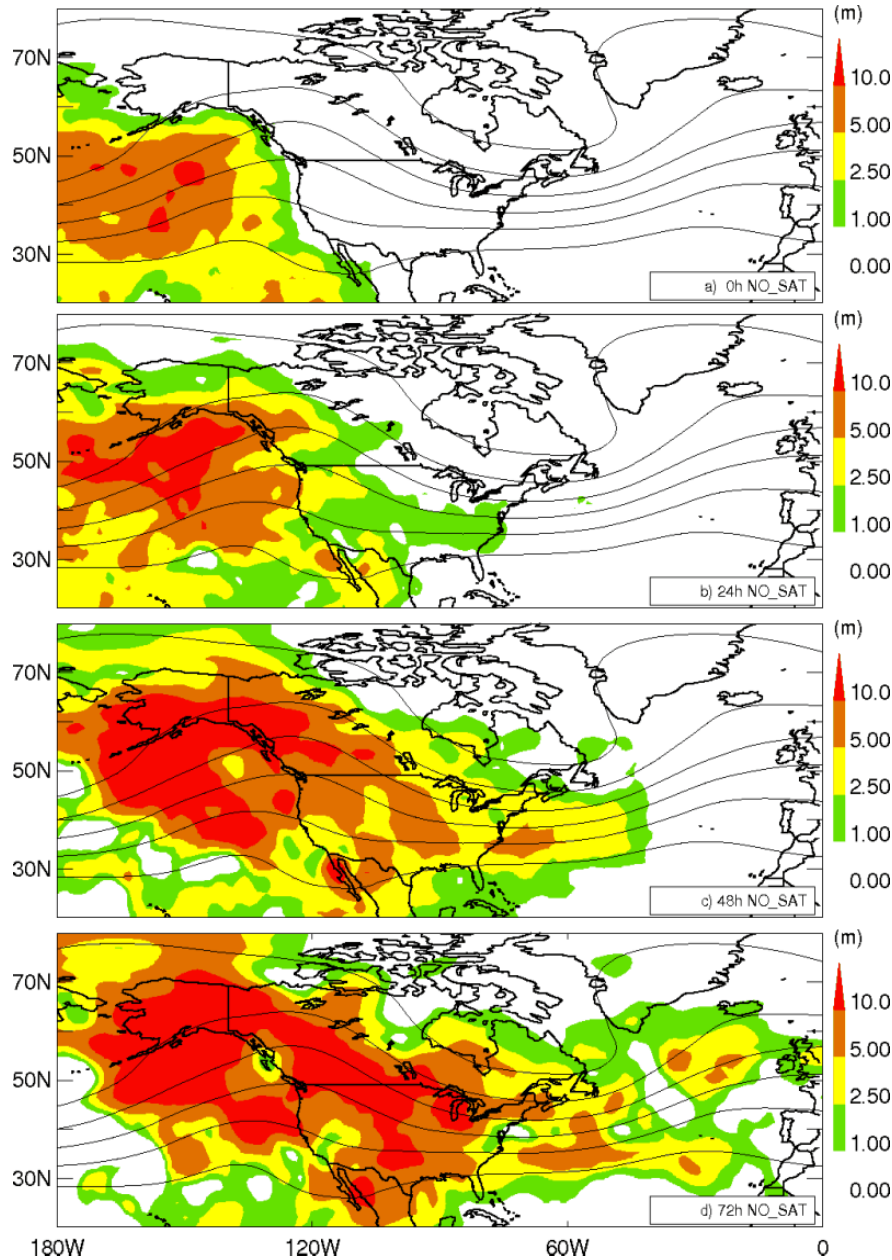 (m)
70N
10.0
5.00
50N
2.50
1.00
30N
0.00
a) 0h NO_SAT
(m)
70N
10.0
5.00
50N
2.50
1.00
30N
0.00
b) 24h NO_SAT
(m)
70N
10.0
5.00
50N
2.50
1.00
30N
0.00
c) 48h NO_SAT
(m)
70N
10.0
5.00
50N
2.50
1.00
30N
0.00
d) 72h NO_SAT
180W 120W 60W 0